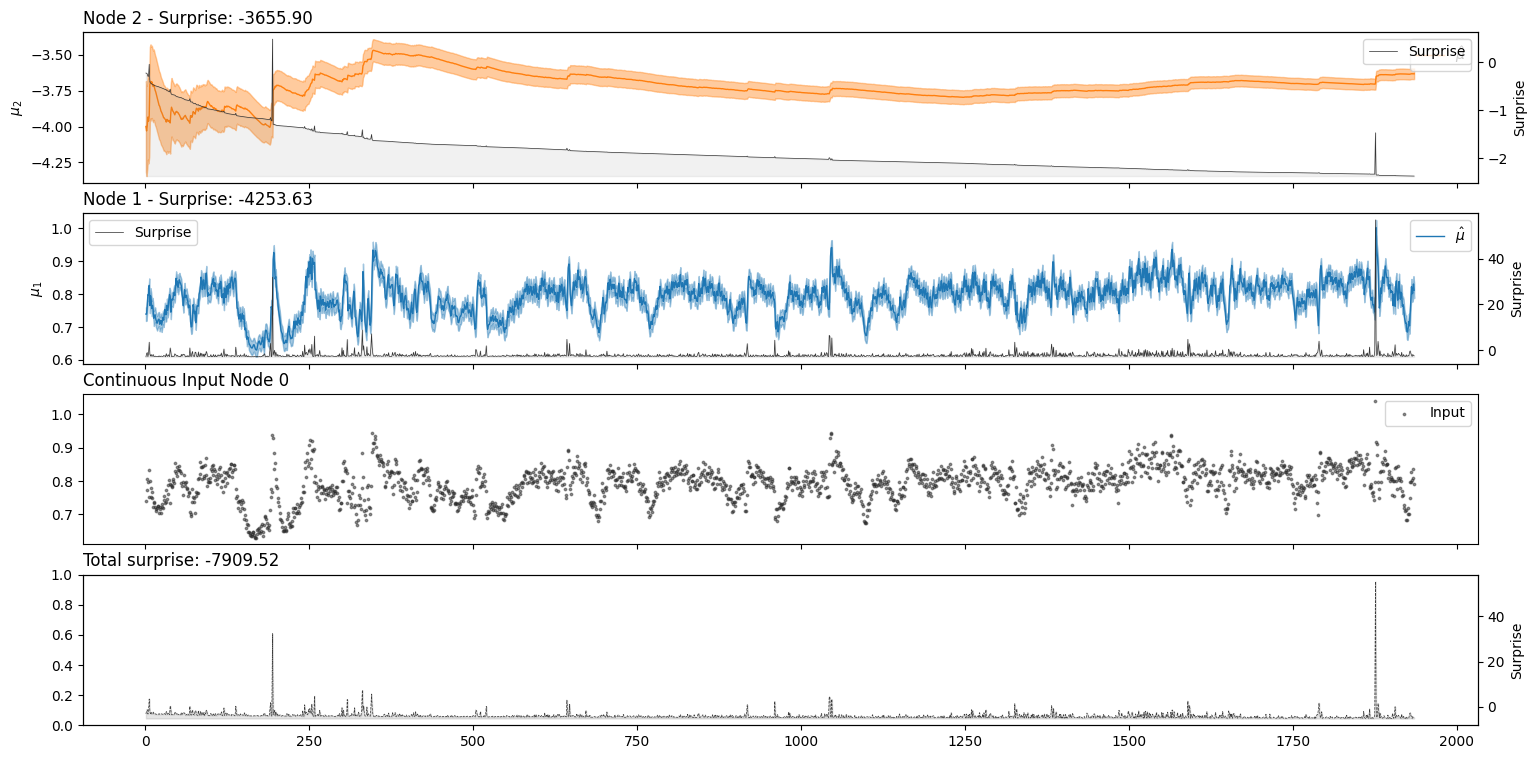 Node 2 - Surprise: -3655.90
−3.50
−3.75
−4.00
−4.25
μ2
Surprise
0
−1
−2
Surprise
Node 1 - Surprise: -4253.63
1.0
0.9
0.8
0.7
0.6
μ1
Surprise
μ̂
40
20
0
Surprise
Continuous Input Node 0
1.0
0.9
0.8
0.7
Input
Total surprise: -7909.52
1.0
0.8
0.6
0.4
0.2
0.0
40
20
0
Surprise
0
250
500
750
1000
1250
1500
1750
2000